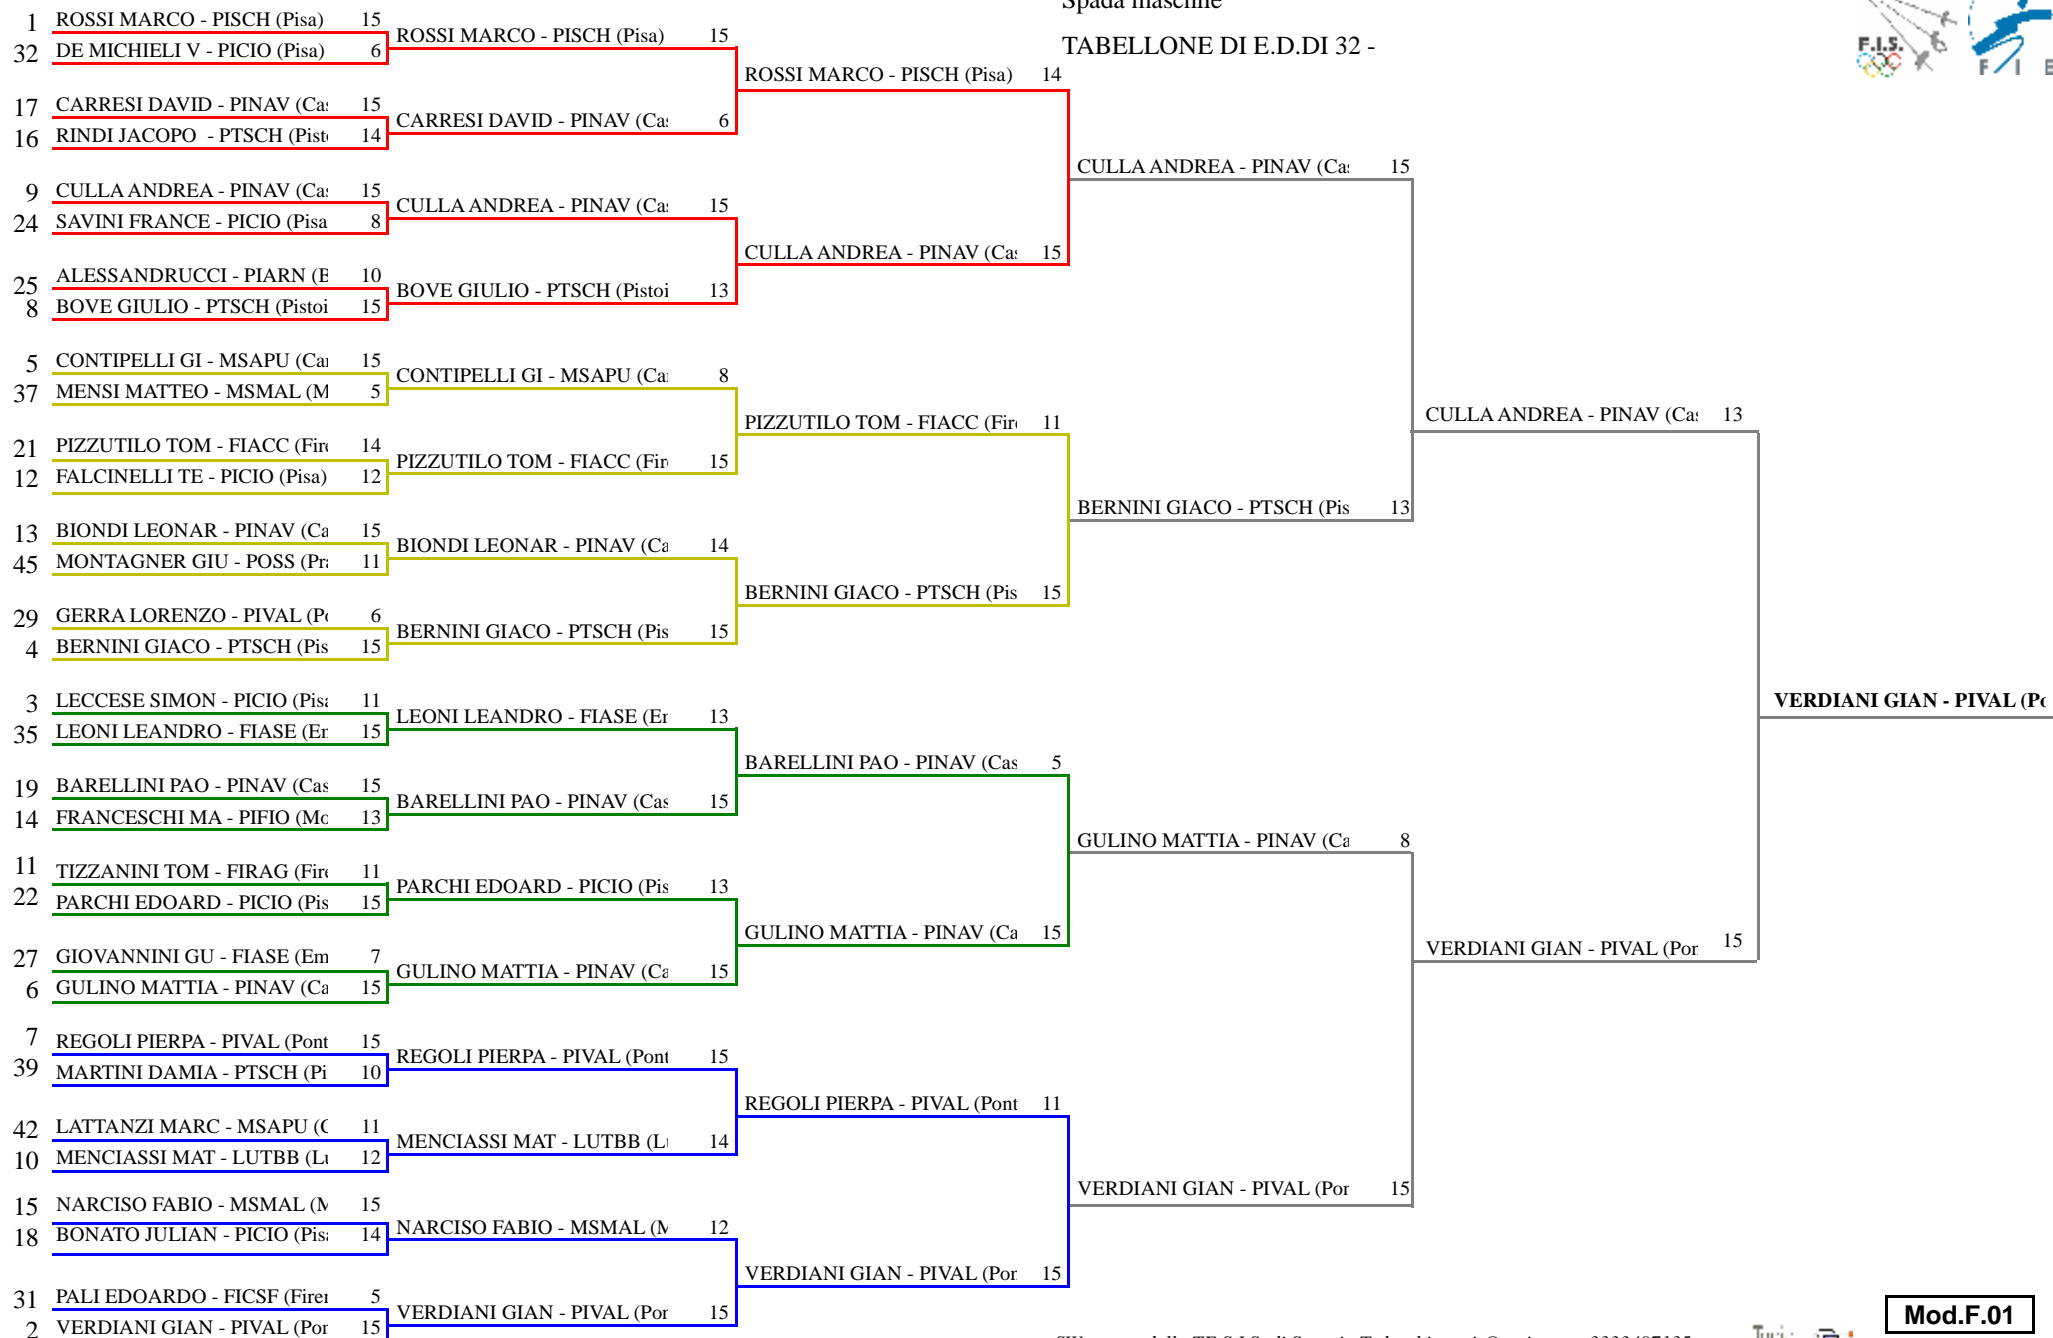 Spada maschile
TABELLONE DI E.D.DI 32 -
F.I.S.
F I E
1 ROSSI MARCO - PISCH (Pisa) 15
32 DE MICHIELI V - PICIO (Pisa) 6
17 CARRESI DAVID - PINAV (Ca 15
16 RINDI JACOPO - PTSCH (Pist 14
9 CULLA ANDREA - PINAV (Ca 15
24 SAVINI FRANCE - PICIO (Pisa 8
25 ALESSANDRUCCI - PIARN (B 10
8 BOVE GIULIO - PTSCH (Pistoi 15
5 CONTIPELLI GI - MSAPU (Ca 15
37 MENSI MATTEO - MSMAL (M 5
21 PIZZUTILO TOM - FIACC (Fir 14
12 FALCINELLI TE - PICIO (Pisa) 12
13 BIONDI LEONAR - PINAV (Ca 15
45 MONTAGNER GIU - POSS (Pr 11
29 GERRA LORENZO - PIVAL (P 6
4 BERNINI GIACO - PTSCH (Pis 15
3 LECCESE SIMON - PICIO (Pis 11
35 LEONI LEANDRO - FIASE (E 15
19 BARELLINI PAO - PINAV (Cas 15
14 FRANCESCHI MA - PIFIO (Mo 13
11 TIZZANINI TOM - FIRAG (Fir 11
22 PARCHI EDOARD - PICIO (Pis 15
27 GIOVANNINI GU - FIASE (Em 7
6 GULINO MATTIA - PINAV (Ca 15
7 REGOLI PIERPA - PIVAL (Pont 15
39 MARTINI DAMIA - PTSCH (Pi 10
42 LATTANZI MARC - MSAPU (C 11
10 MENCIASSI MAT - LUTBB (L 12
15 NARCISO FABIO - MSMAL (M 15
18 BONATO JULIAN - PICIO (Pis 14
31 PALI EDOARDO - FICSF (Fire 5
2 VERDIANI GIAN - PIVAL (Po 15
ROSSI MARCO - PISCH (Pisa) 15
CARRESI DAVID - PINAV (Ca 6
CULLA ANDREA - PINAV (Ca 15
BOVE GIULIO - PTSCH (Pistoi 13
CONTIPELLI GI - MSAPU (Ca 8
PIZZUTILO TOM - FIACC (Fir 15
BIONDI LEONAR - PINAV (Ca 14
BERNINI GIACO - PTSCH (Pis 15
LEONI LEANDRO - FIASE (E 13
BARELLINI PAO - PINAV (Cas 15
PARCHI EDOARD - PICIO (Pis 13
GULINO MATTIA - PINAV (Ca 15
REGOLI PIERPA - PIVAL (Pont 15
MENCIASSI MAT - LUTBB (L 14
NARCISO FABIO - MSMAL (M 12
VERDIANI GIAN - PIVAL (Po 15
ROSSI MARCO - PISCH (Pisa) 14
CULLA ANDREA - PINAV (Ca 15
PIZZUTILO TOM - FIACC (Fir 11
BERNINI GIACO - PTSCH (Pis 15
BARELLINI PAO - PINAV (Cas 5
GULINO MATTIA - PINAV (Ca 15
REGOLI PIERPA - PIVAL (Pont 11
VERDIANI GIAN - PIVAL (Po 15
CULLA ANDREA - PINAV (Ca 15
BERNINI GIACO - PTSCH (Pis 13
GULINO MATTIA - PINAV (Ca 8
VERDIANI GIAN - PIVAL (Po 15
CULLA ANDREA - PINAV (Ca 13
VERDIANI GIAN - PIVAL (Po 15
VERDIANI GIAN - PIVAL (Po
Mod.F.01